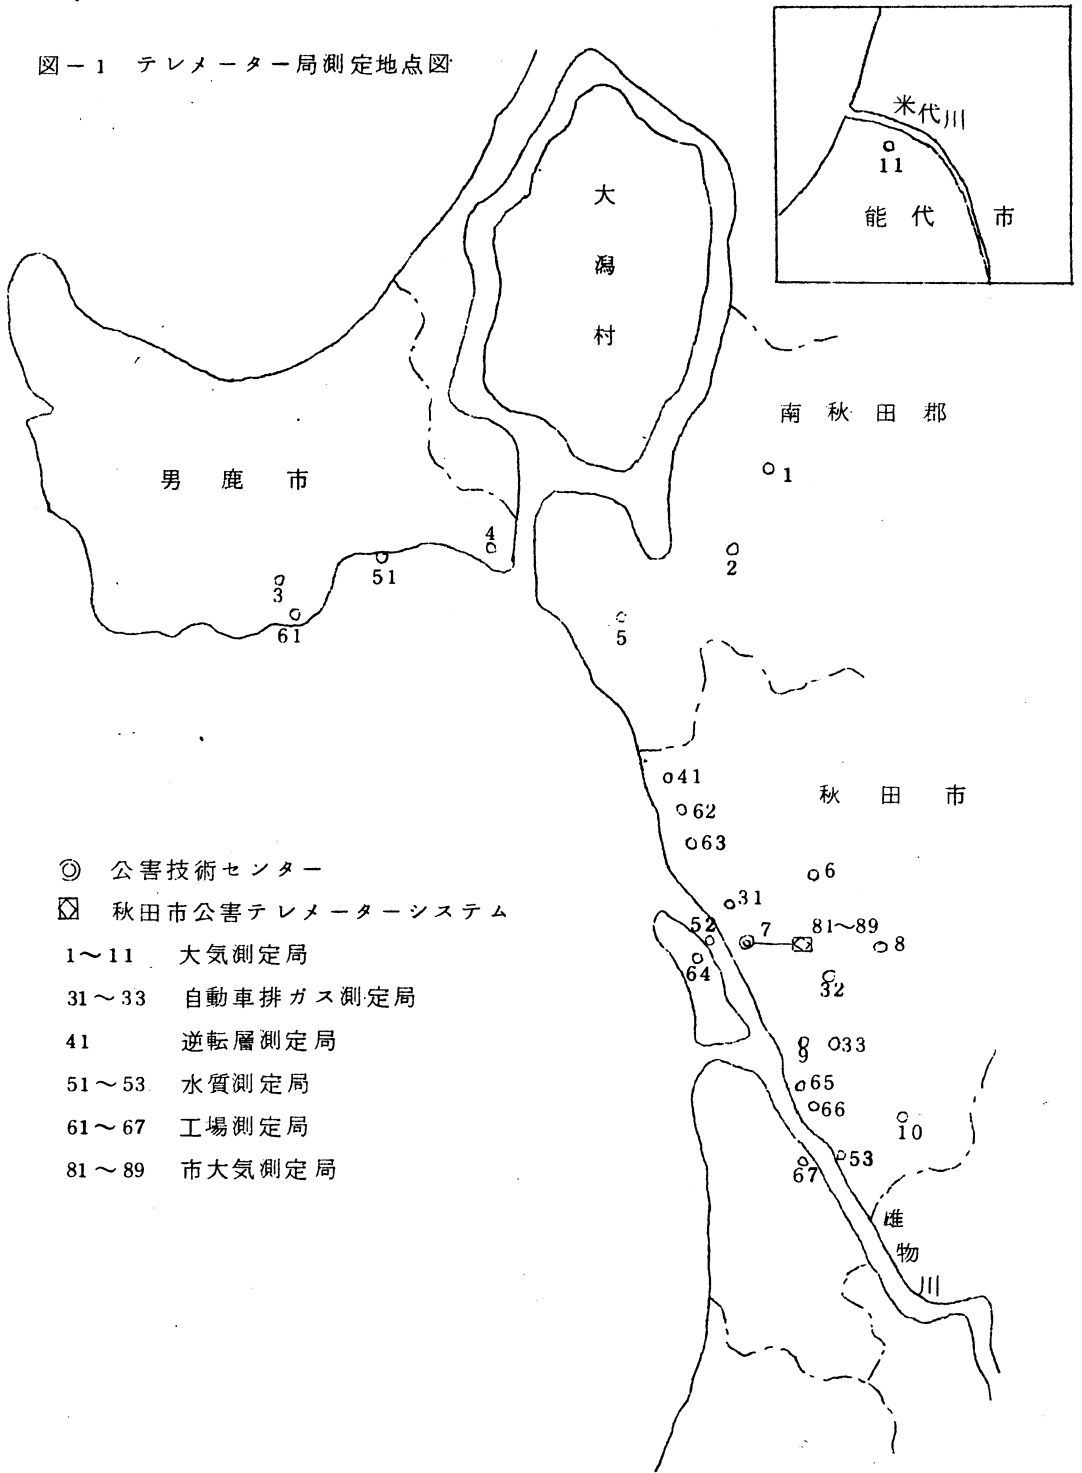 図－1 テレメーター局測定地点図
米代川
11
能代市
大潟村
南秋田郡
1
男鹿市
4
2
51
3
61
5
41
秋田市
62
63
6
31
52
7
81～89
8
64
32
9
33
65
66
10
53
67
雄物川
公害技術センター
秋田市公害テレメーターシステム
1～11 大気測定局
31～33 自動車排ガス測定局
41 逆転層測定局
51～53 水質測定局
61～67 工場測定局
81～89 市大気測定局